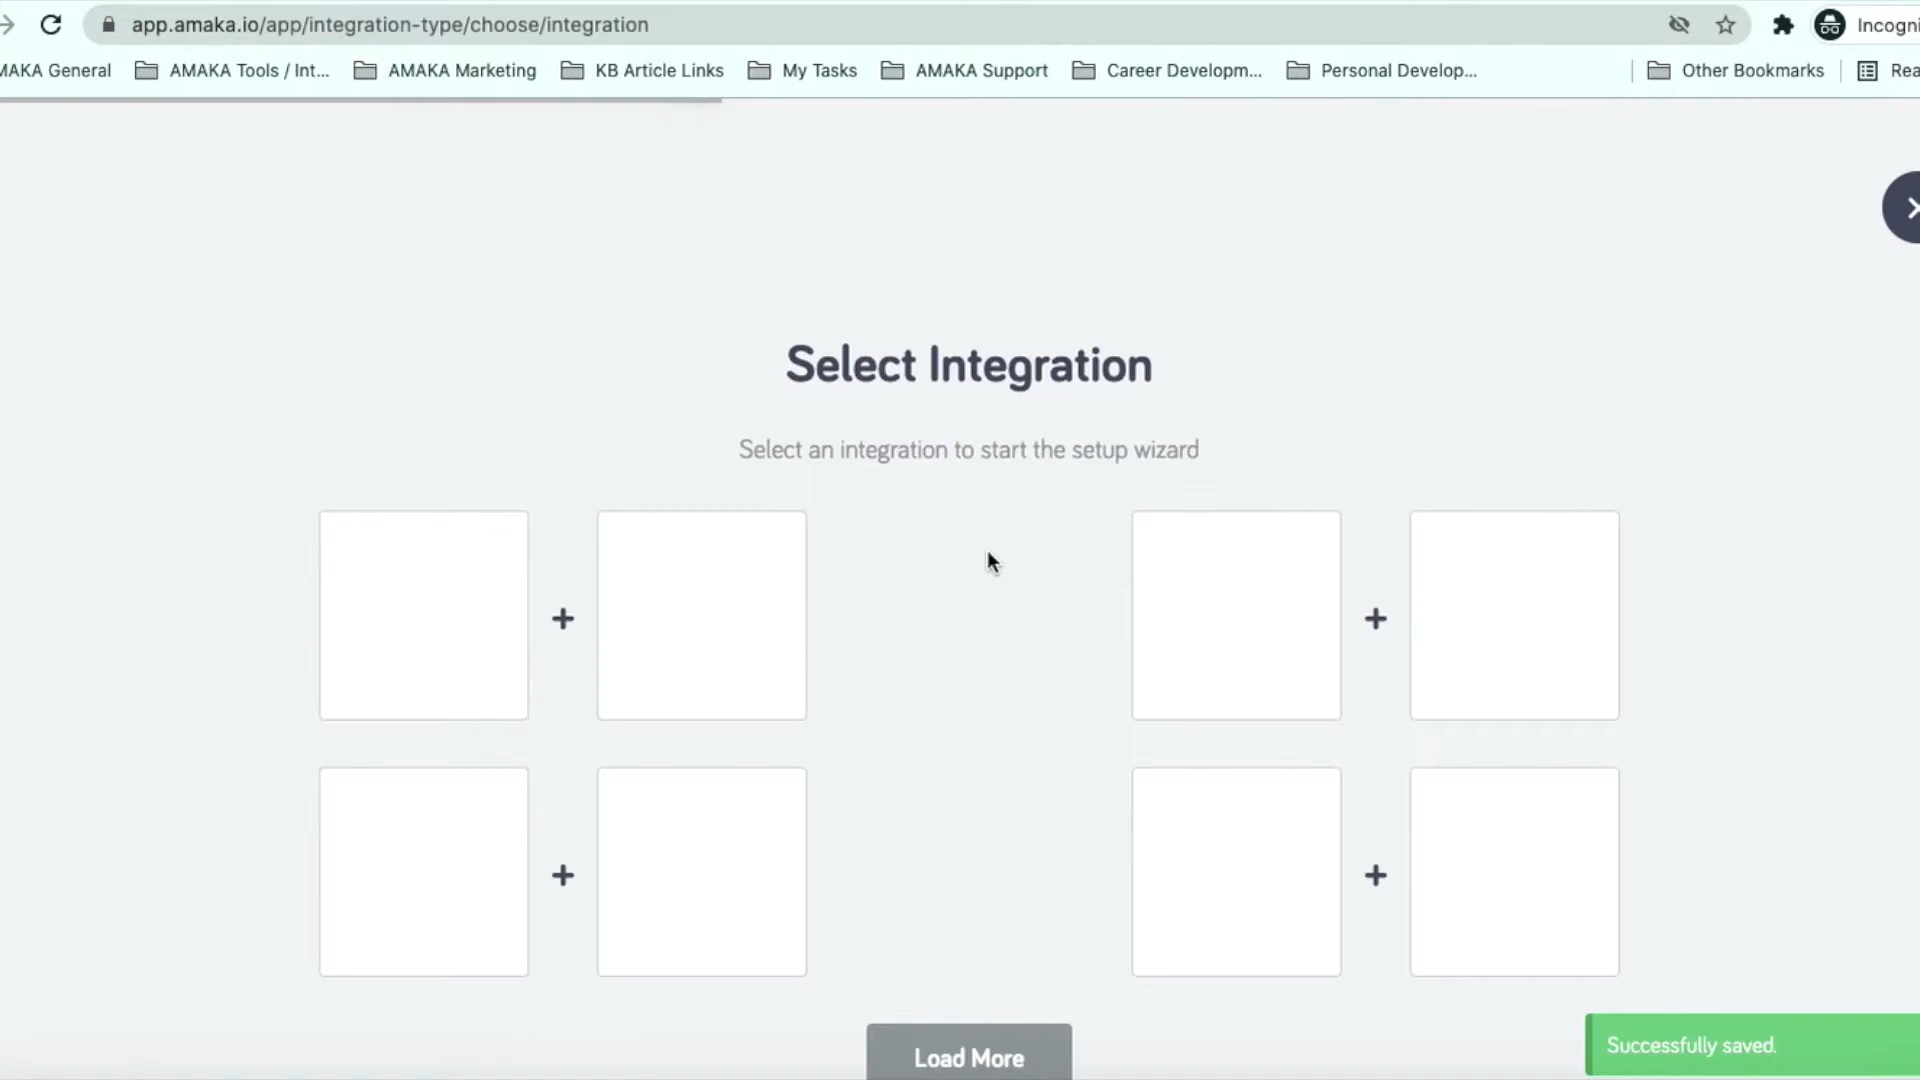 app.amaka.io/app/integration-type/choose/integration
Incogni
MAKA General
AMAKA Tools / Int...
AMAKA Marketing
KB Article Links
My Tasks
AMAKA Support
Career Developm...
Personal Develop...
Other Bookmarks
Rea
Select Integration
Select an integration to start the setup wizard
+
+
+
+
Load More
Successfully saved.